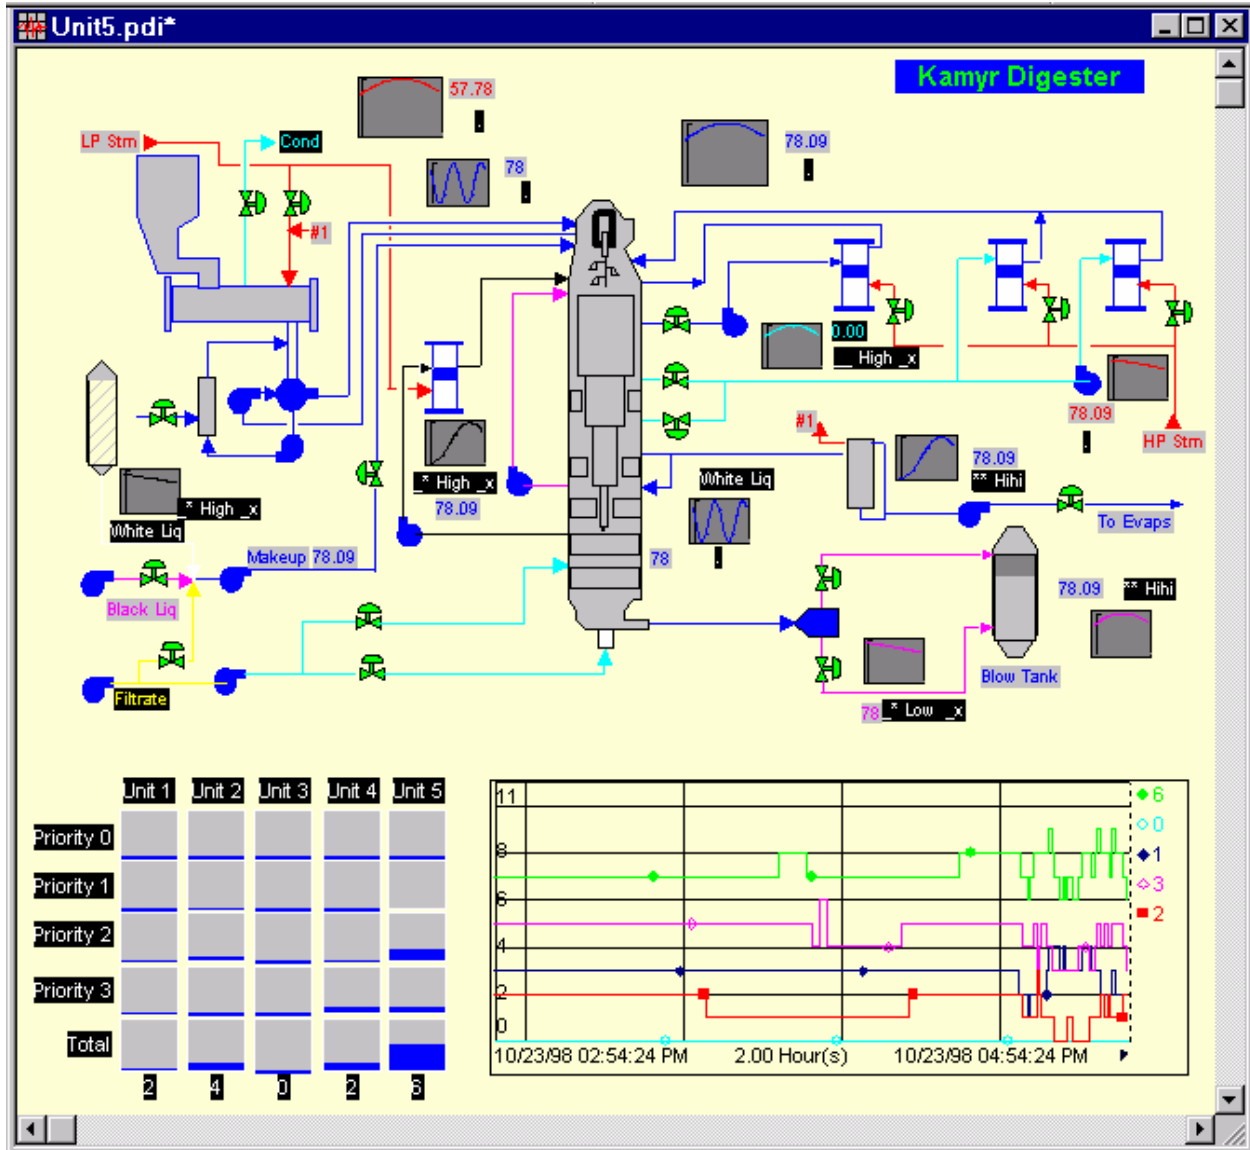 Unit5.pdi*
Kamyr Digester
57.78
LP Stm
Cond
78
78.09
#1
0.00
__ High _x
78.09
HP Stm
#1
_* High _x
78.09
78.09
** Hihi
White Liq
_* High _x
White Liq
To Evaps
Makeup 78.09
78
78.09
** Hihi
Black Liq
Filtrate
Blow Tank
78 _* Low _x
Unit 1 Unit 2 Unit 3 Unit 4 Unit 5
Priority 0
Priority 1
Priority 2
Priority 3
Total
2 4 0 2
11
8
6
4
2
0
10/23/98 02:54:24 PM 2.00 Hour(s) 10/23/98 04:54:24 PM
6
0
1
3
2